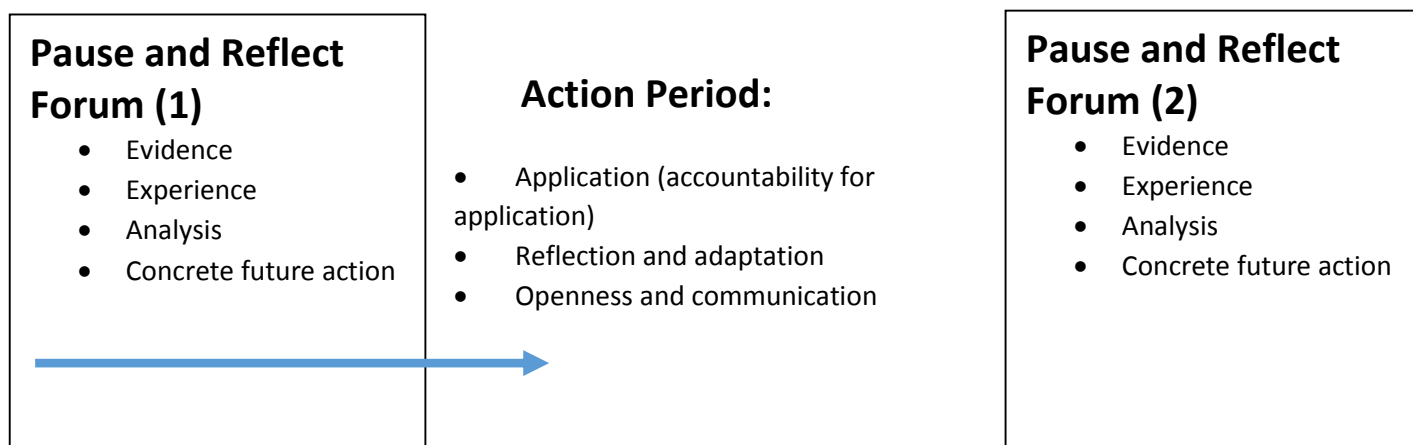 Pause and Reflect
Forum (1)
• Evidence
• Experience
• Analysis
• Concrete future action
Action Period:
• Application (accountability for
application)
• Reflection and adaptation
• Openness and communication
Pause and Reflect
Forum (2)
• Evidence
• Experience
• Analysis
• Concrete future action